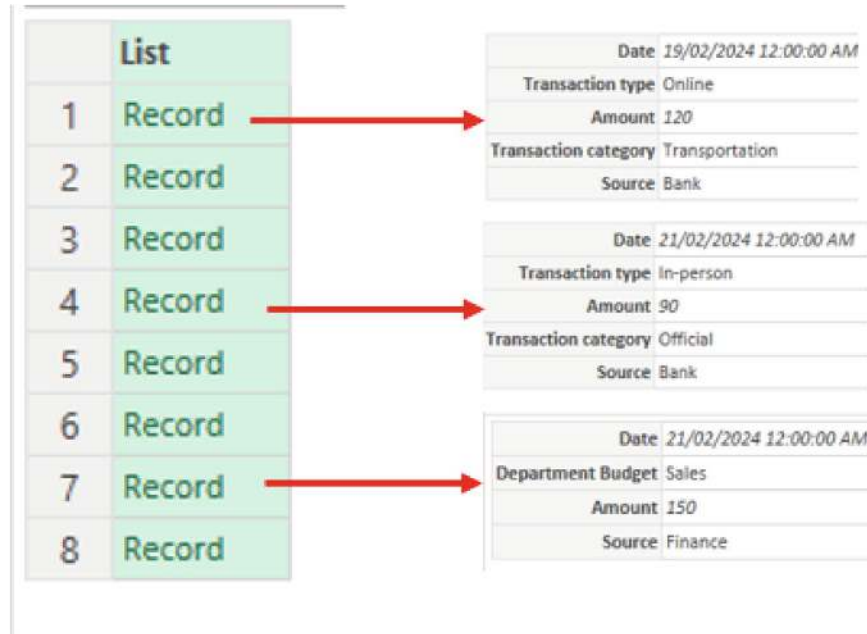 List
1 Record
2 Record
3 Record
4 Record
5 Record
6 Record
7 Record
8 Record
Date 19/02/2024 12:00:00 AM
Transaction type Online
Amount 120
Transaction category Transportation
Source Bank
Date 21/02/2024 12:00:00 AM
Transaction type In-person
Amount 90
Transaction category Official
Source Bank
Date 21/02/2024 12:00:00 AM
Department Budget Sales
Amount 150
Source Finance